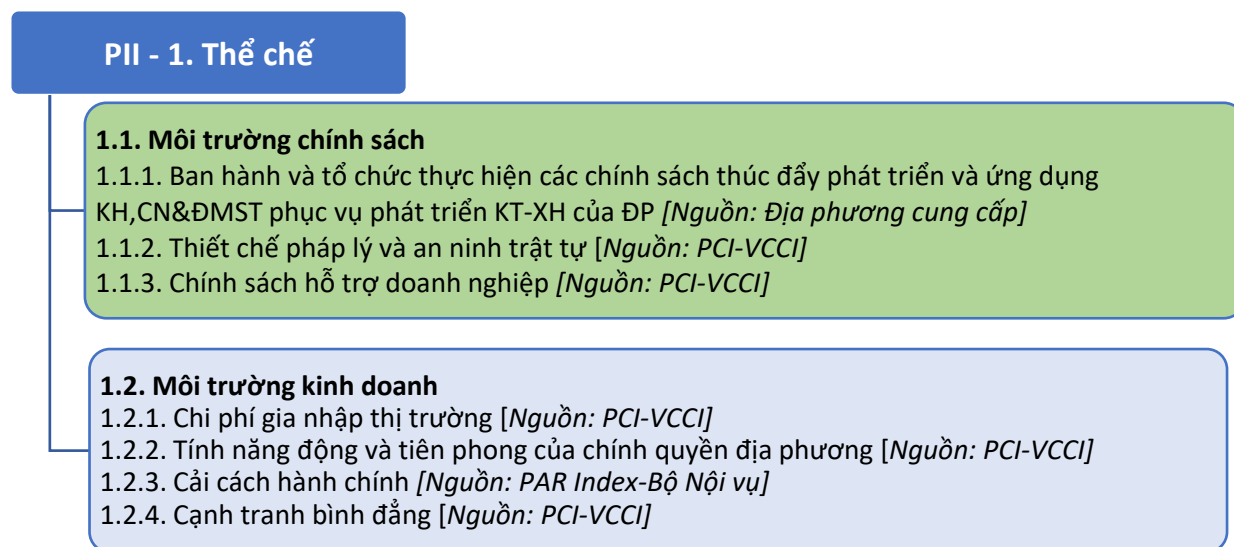 PII - 1. Thể chế
1.1. Môi trường chính sách
1.1.1. Ban hành và tổ chức thực hiện các chính sách thúc đẩy phát triển và ứng dụng
KH,CN&ĐMST phục vụ phát triển KT-XH của ĐP [Nguồn: Địa phương cung cấp]
1.1.2. Thiết chế pháp lý và an ninh trật tự [Nguồn: PCI-VCCI]
1.1.3. Chính sách hỗ trợ doanh nghiệp [Nguồn: PCI-VCCI]
1.2. Môi trường kinh doanh
1.2.1. Chi phí gia nhập thị trường [Nguồn: PCI-VCCI]
1.2.2. Tính năng động và tiên phong của chính quyền địa phương [Nguồn: PCI-VCCI]
1.2.3. Cải cách hành chính [Nguồn: PAR Index-Bộ Nội vụ]
1.2.4. Cạnh tranh bình đẳng [Nguồn: PCI-VCCI]